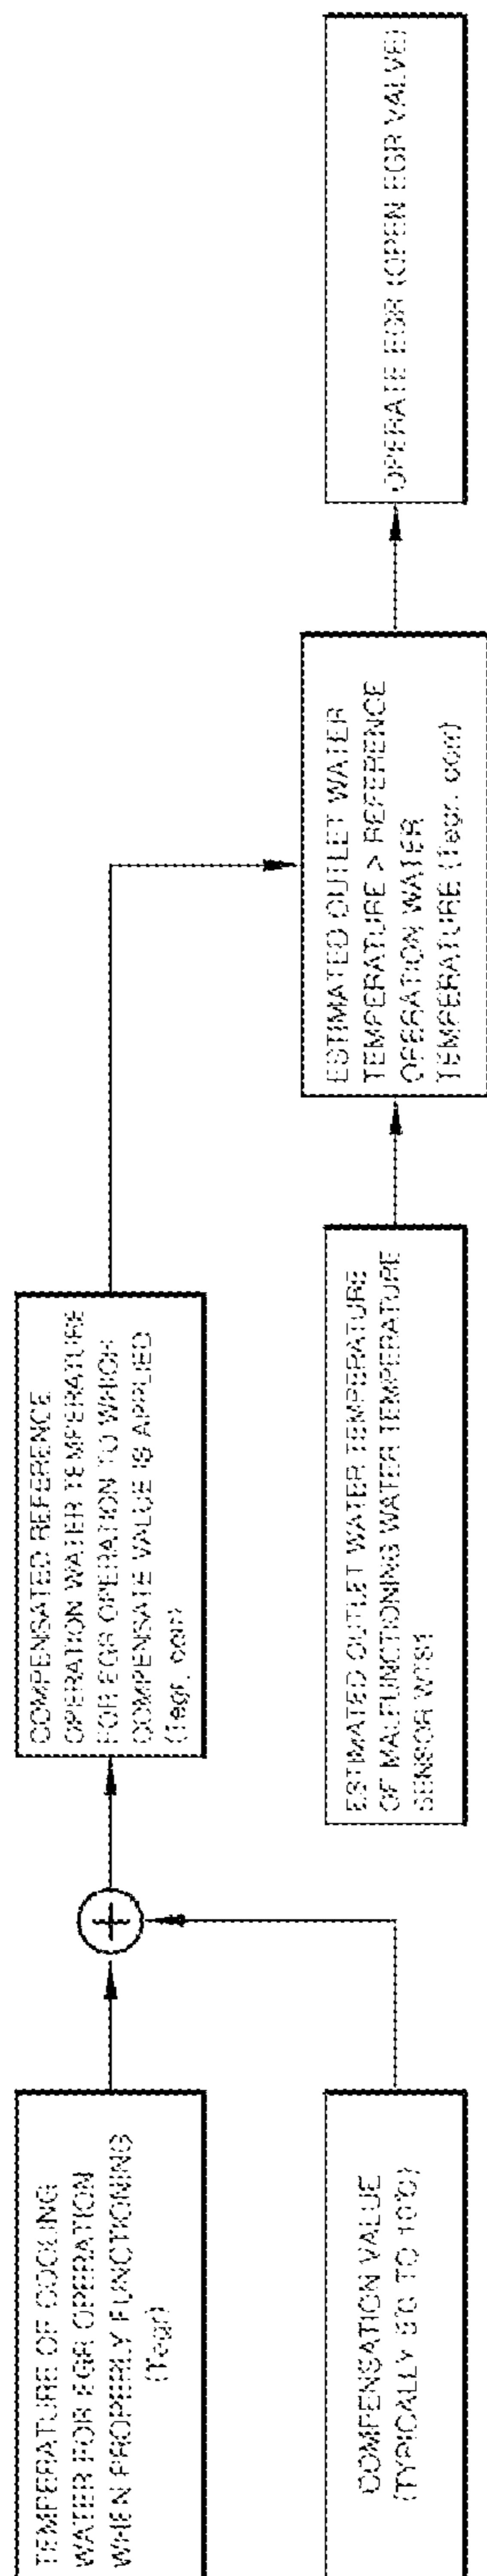 TEMPERATURE OF COOLING
WATER FOR EGR OPERATION
WHEN PROPERLY FUNCTIONING
(Tegr)
COMPENSATION VALUE
(TYPICALLY 5°C TO 10°C)
COMPENSATED REFERENCE
OPERATION WATER TEMPERATURE
FOR EGR OPERATION TO WHICH
COMPENSATE VALUE IS APPLIED
(Tegr. com)
ESTIMATED OUTLET WATER TEMPERATURE
OF MALFUNCTIONING WATER TEMPERATURE
SENSOR WTS1
ESTIMATED OUTLET WATER
TEMPERATURE > REFERENCE
OPERATION WATER
TEMPERATURE (Tegr. com)
OPERATE EGR (OPEN EGR VALVE)